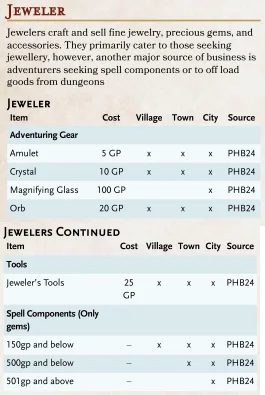 JEWELER
Jewelers craft and sell fine jewelry, precious gems, and
accessories. They primarily cater to those seeking
jewellery, however, another major source of business is
adventurers seeking spell components or to off load
goods from dungeons
JEWELER
Item Cost Village Town City Source
Adventuring Gear
Amulet 5 GP x x x PHB24
Crystal 10 GP x x x PHB24
Magnifying Glass 100 GP x PHB24
Orb 20 GP x x x PHB24
JEWELERS CONTINUED
Item Cost Village Town City Source
Tools
Jeweler's Tools 25 x x x PHB24
GP
Spell Components (Only
gems)
150gp and below – x x x PHB24
500gp and below – x x PHB24
501gp and above – x PHB24